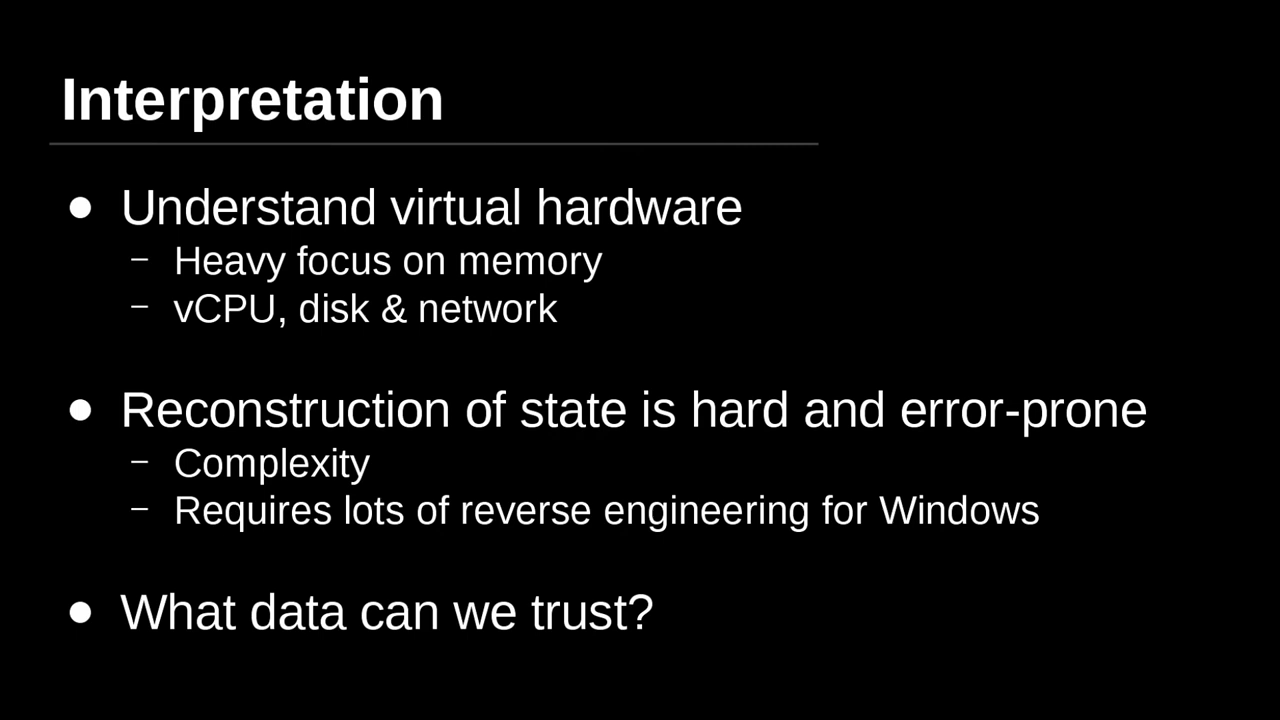 Interpretation
● Understand virtual hardware
– Heavy focus on memory
– vCPU, disk & network
● Reconstruction of state is hard and error-prone
– Complexity
– Requires lots of reverse engineering for Windows
● What data can we trust?